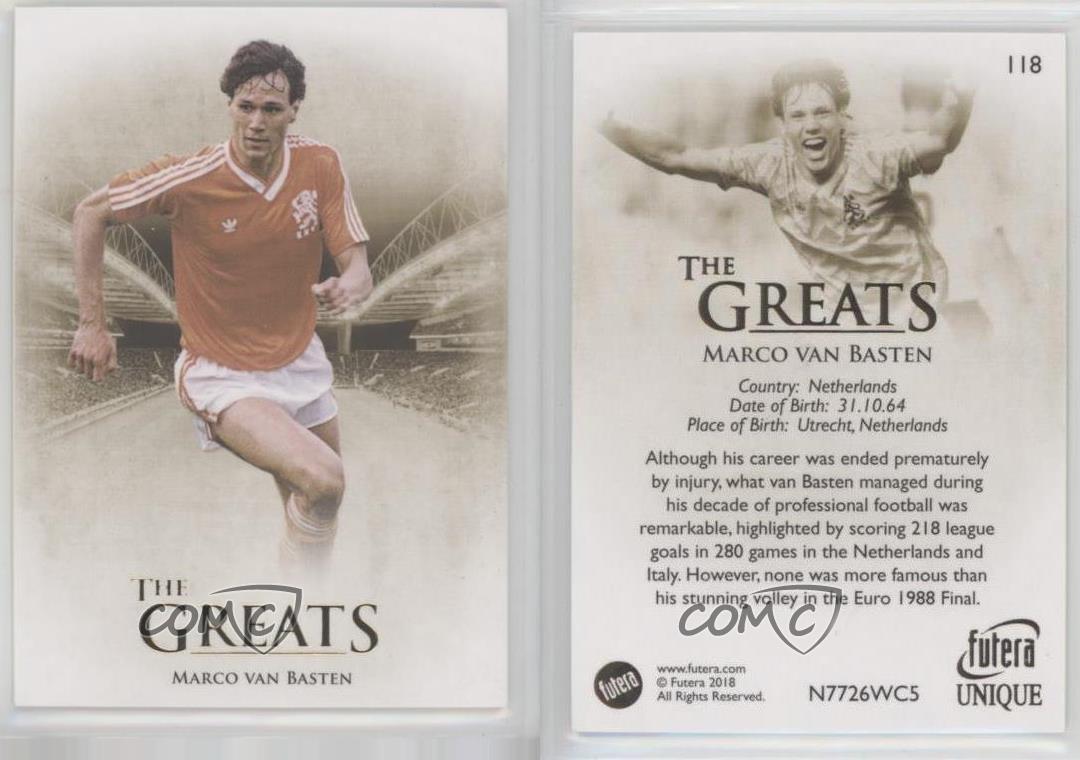 THE
GREATS
COMC
MARCO VAN BASTEN
118
THE
GREATS
MARCO VAN BASTEN
Country: Netherlands
Date of Birth: 31.10.64
Place of Birth: Utrecht, Netherlands
Although his career was ended prematurely
by injury, what van Basten managed during
his decade of professional football was
remarkable, highlighted by scoring 218 league
goals in 280 games in the Netherlands and
Italy. However, none was more famous than
his stunning volley in the Euro 1988 Final.
COMC
futera
www.futera.com
© Futera 2018
All Rights Reserved.
N7726WC5
futera
UNIQUE